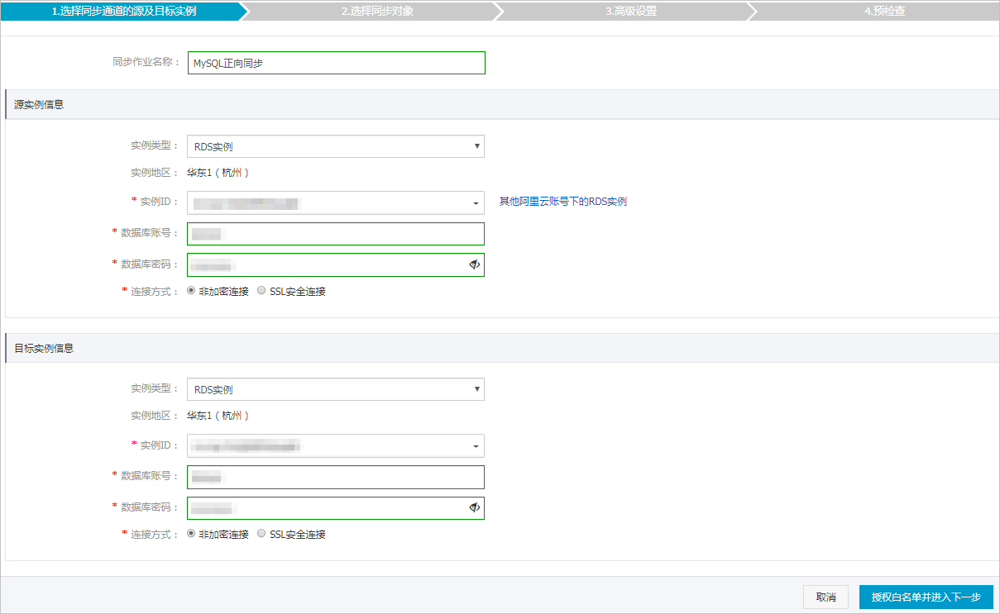 1.选择同步通道的源及目标实例 2.选择同步对象 3.高级设置 4.预检查
同步作业名称： MySQL正向同步
源实例信息
实例类型： RDS实例
实例地区： 华东1（杭州）
* 实例ID： 其他阿里云账号下的RDS实例
* 数据库账号：
* 数据库密码：
* 连接方式： 非加密连接 SSL安全连接
目标实例信息
实例类型： RDS实例
实例地区： 华东1（杭州）
* 实例ID：
* 数据库账号：
* 数据库密码：
* 连接方式： 非加密连接 SSL安全连接
取消 授权白名单并进入下一步